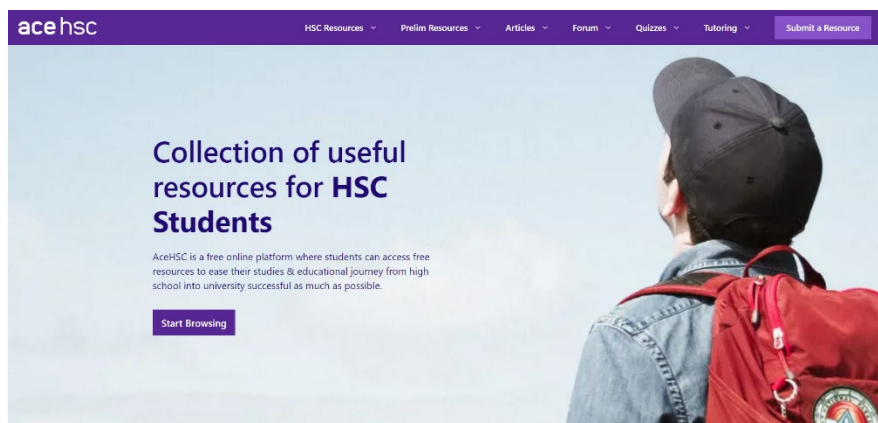 acehsc
HSC Resources
Prelim Resources
Articles
Forum
Quizzes
Tutoring
Submit a Resource
Collection of useful
resources for HSC
Students
AceHSC is a free online platform where students can access free
resources to ease their studies & educational journey from high
school into university successful as much as possible.
Start Browsing